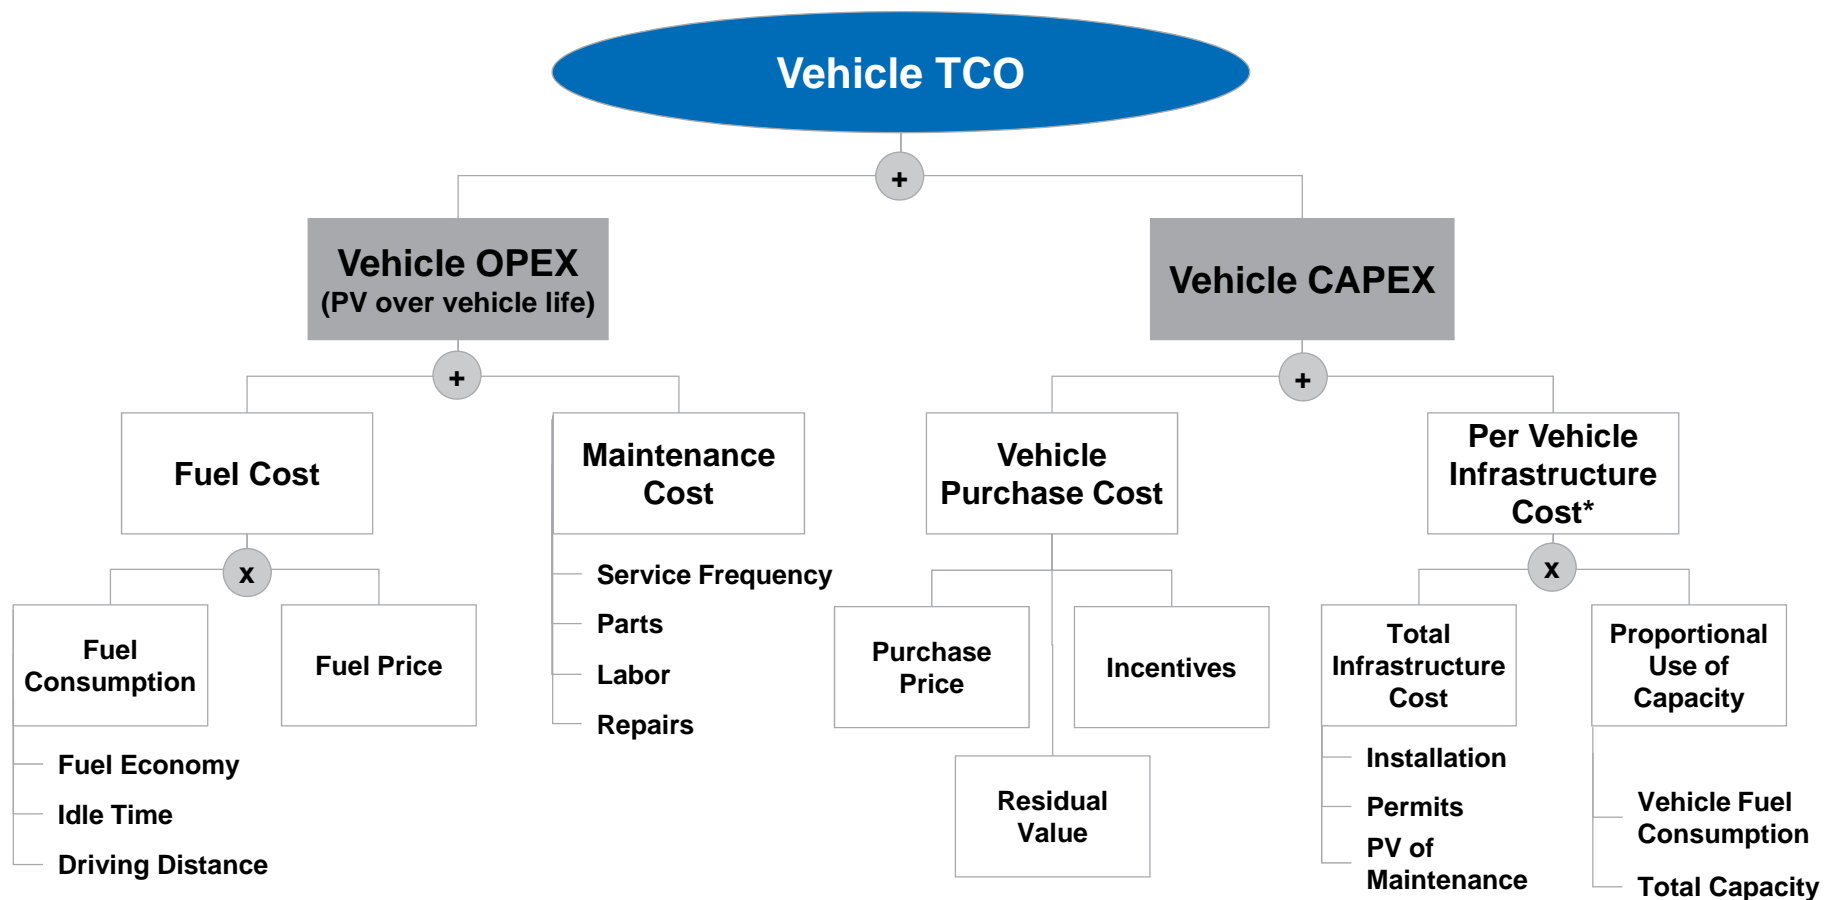 Vehicle TCO
+
Vehicle OPEX
(PV over vehicle life)
Vehicle CAPEX
+
+
Fuel Cost
Maintenance
Cost
Vehicle
Purchase Cost
Per Vehicle
Infrastructure
Cost*
x
x
Fuel
Consumption
Fuel Price
Service Frequency
Parts
Labor
Repairs
Purchase
Price
Incentives
Residual
Value
Total
Infrastructure
Cost
Proportional
Use of
Capacity
Fuel Economy
Idle Time
Driving Distance
Installation
Permits
PV of
Maintenance
Vehicle Fuel
Consumption
Total Capacity